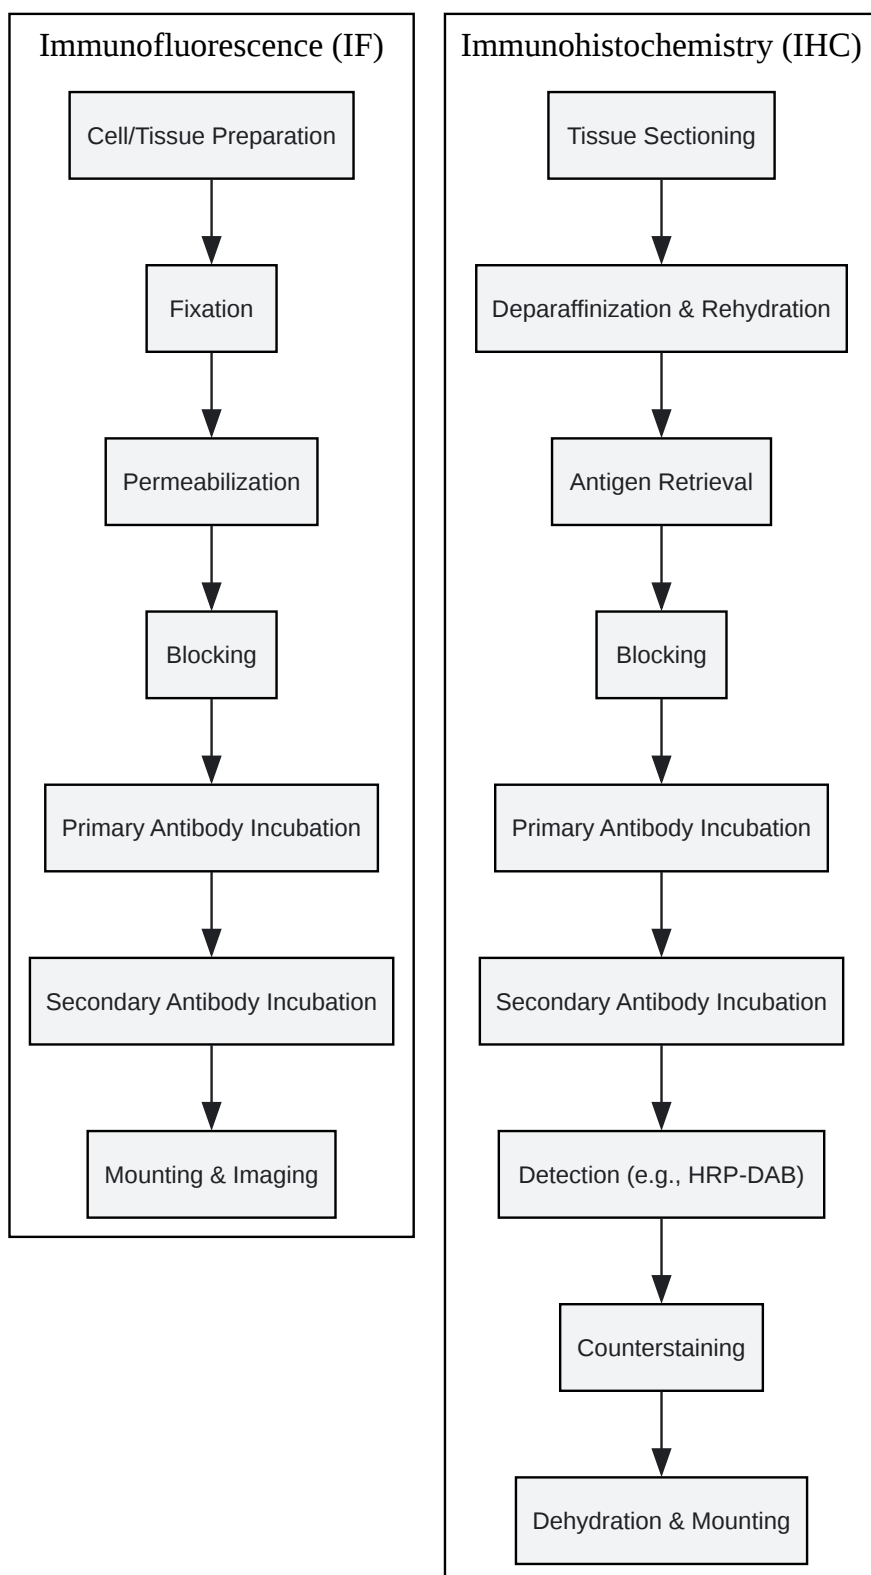 Immunofluorescence (IF)
Cell/Tissue Preparation
Fixation
Permeabilization
Blocking
Primary Antibody Incubation
Secondary Antibody Incubation
Mounting & Imaging
Immunohistochemistry (IHC)
Tissue Sectioning
Deparaffinization & Rehydration
Antigen Retrieval
Blocking
Primary Antibody Incubation
Secondary Antibody Incubation
Detection (e.g., HRP-DAB)
Counterstaining
Dehydration & Mounting